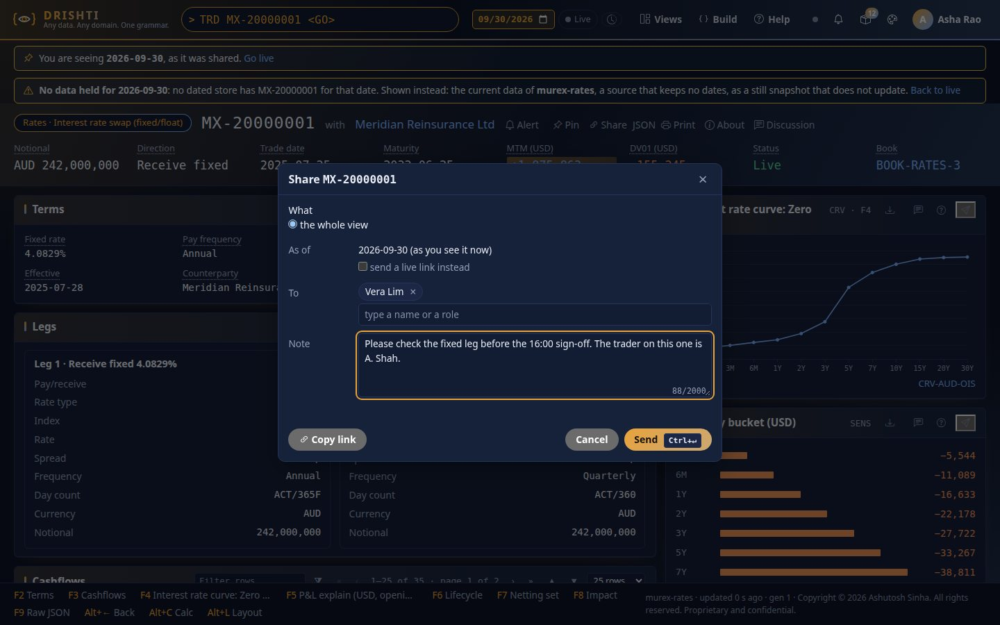 DRISHTI
Any data. Any domain. One grammar.
> TRD MX-20000001 <GO>
09/30/2026
Live
Views
Build
Help
12
A
Asha Rao
You are seeing 2026-09-30, as it was shared. Go live
No data held for 2026-09-30: no dated store has MX-20000001 for that date. Shown instead: the current data of murex-rates, a source that keeps no dates, as a still snapshot that does not update. Back to live
Rates · Interest rate swap (fixed/float)
MX-20000001 with Meridian Reinsurance Ltd
Alert
Pin
Share
JSON
Print
About
Discussion
Notional
Direction
Trade date
Maturity
MTM (USD)
DV01 (USD)
Status
Book
AUD 242,000,000
Receive fixed
Live
BOOK-RATES-3
Share MX-20000001
What
the whole view
As of
2026-09-30 (as you see it now)
send a live link instead
To
Vera Lim ×
type a name or a role
Note
Please check the fixed leg before the 16:00 sign-off. The trader on this one is
A. Shah.
88/2000
Copy link
Cancel
Send Ctrl+↵
Terms
Fixed rate
Pay frequency
4.0829%
Annual
Effective
Counterparty
2025-07-28
Meridian
Legs
Leg 1 · Receive fixed 4.0829%
Pay/receive
Rate type
Index
Rate
Spread
Frequency
Annual
Day count
ACT/365F
Currency
AUD
Notional
242,000,000
Frequency
Quarterly
Day count
ACT/360
Currency
AUD
Notional
242,000,000
rate curve: Zero
CRV · F4
3M 6M 1Y 2Y 3Y 5Y 7Y 10Y 15Y 20Y 30Y
CRV-AUD-OIS
bucket (USD)
SENS
−5,544
6M −11,089
1Y −16,633
2Y −22,178
3Y −27,722
5Y −33,267
7Y −38,811
Cashflows
Filter rows
1–25 of 35 · page 1 of 2
25 rows
F2 Terms
F3 Cashflows
F4 Interest rate curve: Zero ...
F5 P&L explain (USD, openi...
F6 Lifecycle
F7 Netting set
F8 Impact
F9 Raw JSON
Alt+← Back
Alt+C Calc
Alt+L Layout
murex-rates · updated 0 s ago · gen 1 · Copyright © 2026 Ashutosh Sinha. All rights
reserved. Proprietary and confidential.